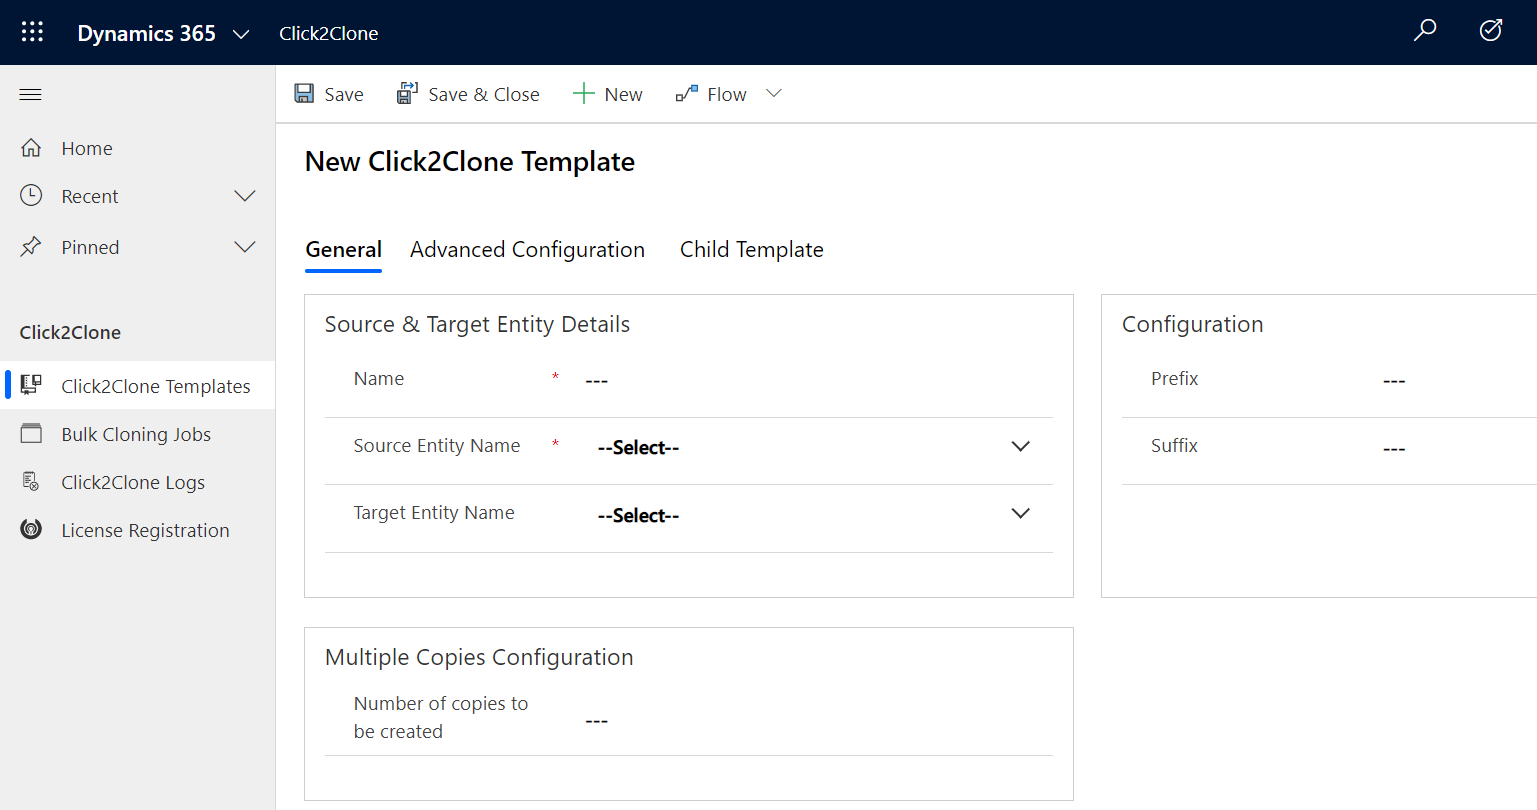 Dynamics 365 Click2Clone
Save Save & Close New Flow
Home
Recent
Pinned
Click2Clone
Click2Clone Templates
Bulk Cloning Jobs
Click2Clone Logs
License Registration
New Click2Clone Template
General Advanced Configuration Child Template
Source & Target Entity Details
Name * ---
Source Entity Name * --Select--
Target Entity Name --Select--
Configuration
Prefix ---
Suffix ---
Multiple Copies Configuration
Number of copies to
be created ---